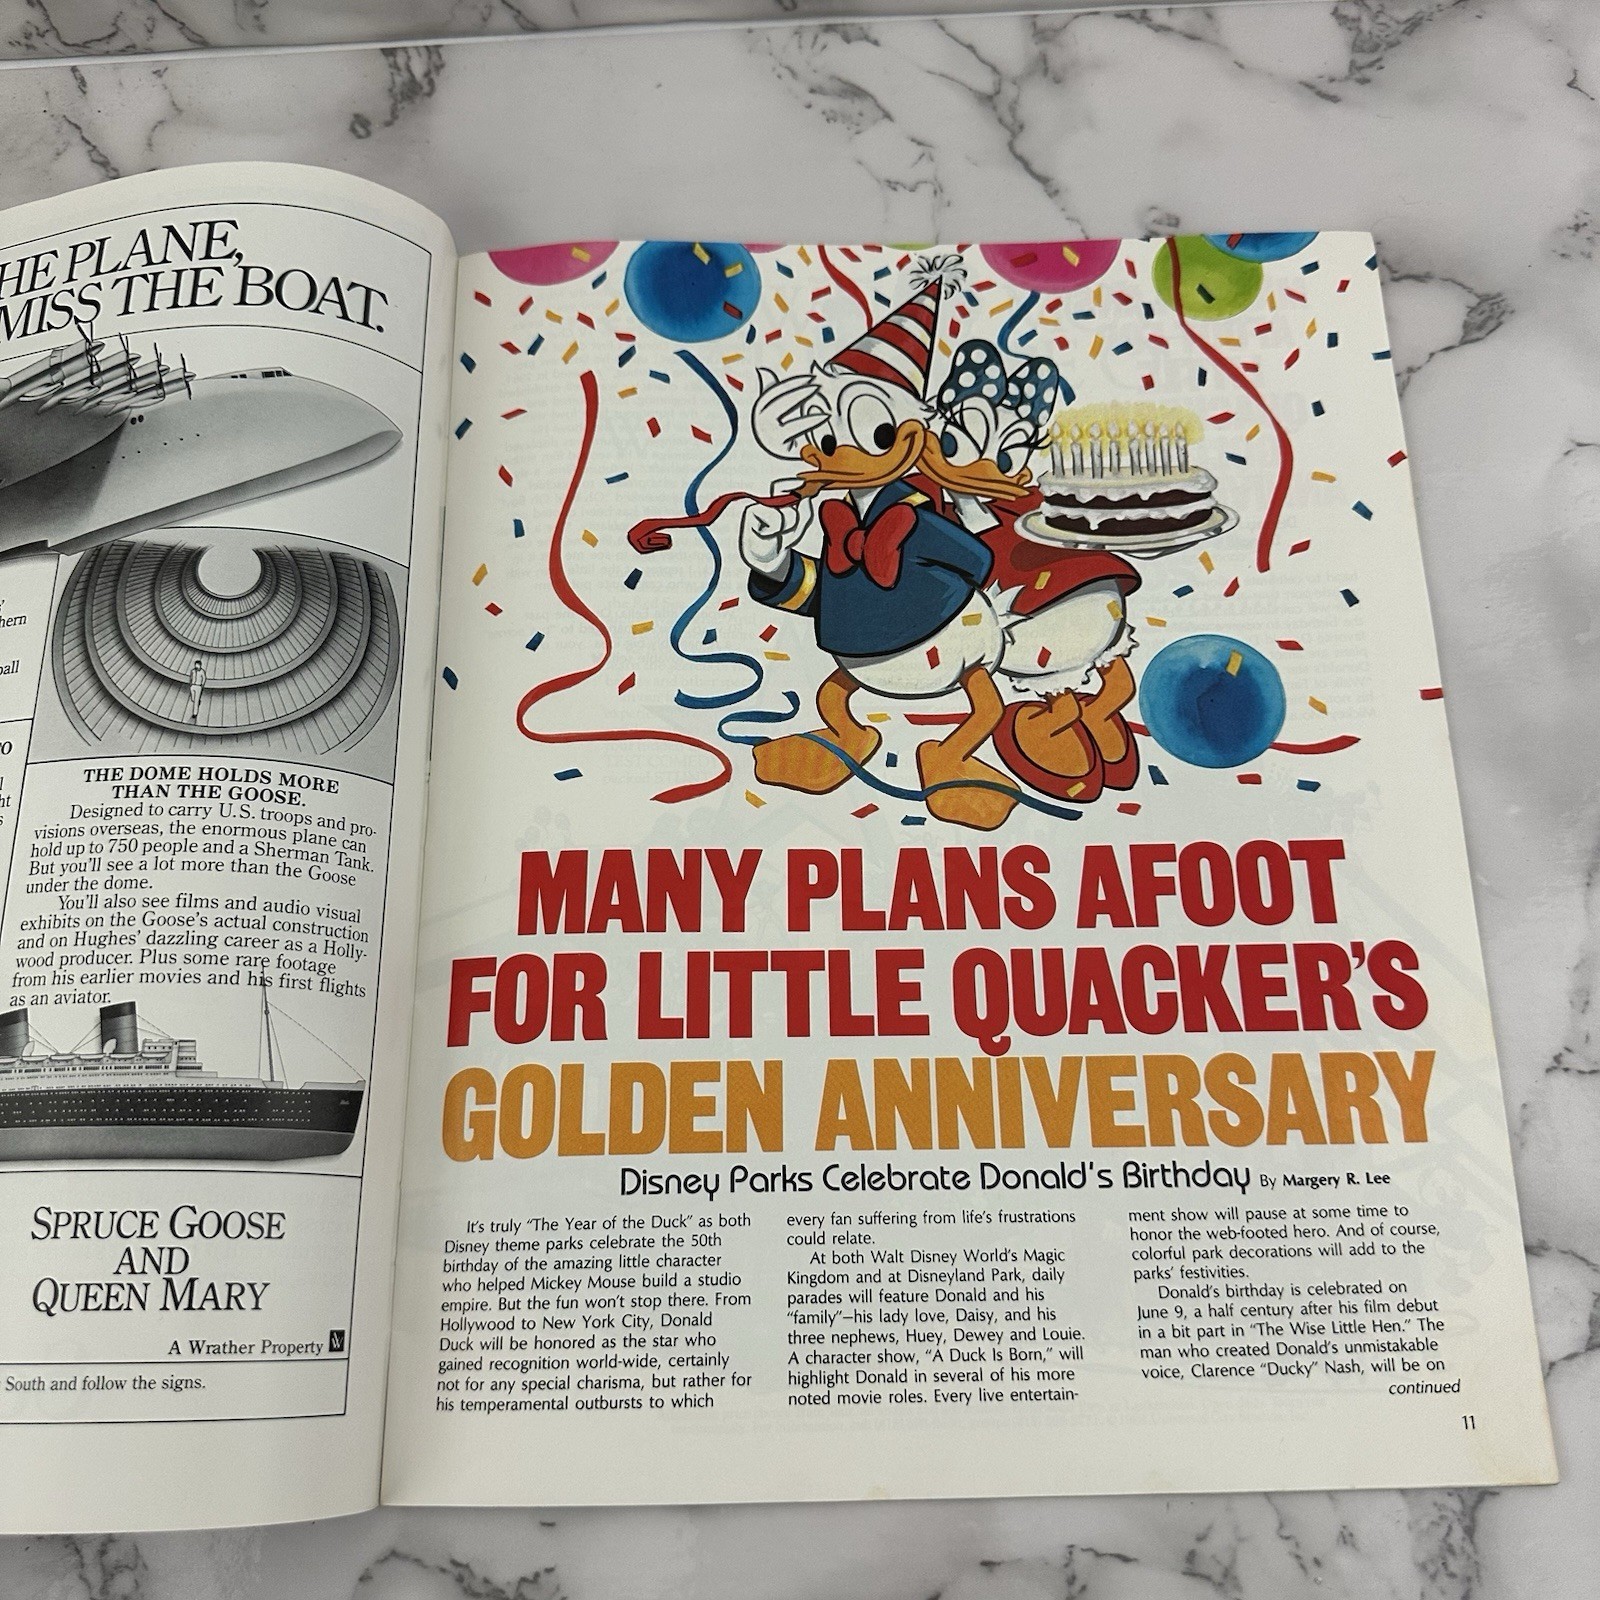 HE PLANE,
MISS THE BOAT.
hern
ball
THE DOME HOLDS MORE
THAN THE GOOSE.
Designed to carry U.S. troops and pro-
visions overseas, the enormous plane can
hold up to 750 people and a Sherman Tank.
But you'll see a lot more than the Goose
under the dome.
You'll also see films and audio visual
exhibits on the Goose's actual construction
and on Hughes' dazzling career as a Holly-
wood producer. Plus some rare footage
from his earlier movies and his first flights
as an aviator.
SPRUCE GOOSE
AND
QUEEN MARY
A Wrather Property W
South and follow the signs.
MANY PLANS AFOOT
FOR LITTLE QUACKER'S
GOLDEN ANNIVERSARY
Disney Parks Celebrate Donald's Birthday By Margery R. Lee
It's truly "The Year of the Duck" as both
Disney theme parks celebrate the 50th
birthday of the amazing little character
who helped Mickey Mouse build a studio
empire. But the fun won't stop there. From
Hollywood to New York City, Donald
Duck will be honored as the star who
gained recognition world-wide, certainly
not for any special charisma, but rather for
his temperamental outbursts to which
every fan suffering from life's frustrations
could relate.
At both Walt Disney World's Magic
Kingdom and at Disneyland Park, daily
parades will feature Donald and his
"family"—his lady love, Daisy, and his
three nephews, Huey, Dewey and Louie.
A character show, "A Duck Is Born," will
highlight Donald in several of his more
noted movie roles. Every live entertain-
ment show will pause at some time to
honor the web-footed hero. And of course,
colorful park decorations will add to the
parks' festivities.
Donald's birthday is celebrated on
June 9, a half century after his film debut
in a bit part in "The Wise Little Hen." The
man who created Donald's unmistakable
voice, Clarence "Ducky" Nash, will be on
continued
11